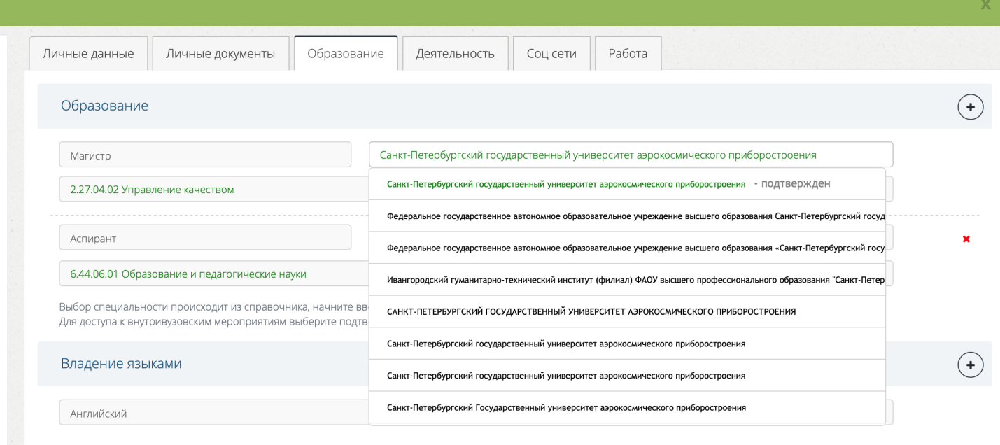 x
Личные данные
Личные документы
Образование
Деятельность
Соц сети
Работа
Образование
Магистр
Санкт-Петербургский государственный университет аэрокосмического приборостроения
2.27.04.02 Управление качеством
Санкт-Петербургский государственный университет аэрокосмического приборостроения - подтвержден
Федеральное государственное автономное образовательное учреждение высшего образования Санкт-Петербургский госуд
Аспирант
Федеральное государственное автономное образовательное учреждение высшего образования «Санкт-Петербургский госу
6.44.06.01 Образование и педагогические науки
Ивангородский гуманитарно-технический институт (филиал) ФАОУ высшего профессионального образования "Санкт-Петер
Выбор специальности происходит из справочника, начните вв
Для доступа к внутривузовским мероприятиям выберите подтв
САНКТ-ПЕТЕРБУРГСКИЙ ГОСУДАРСТВЕННЫЙ УНИВЕРСИТЕТ АЭРОКОСМИЧЕСКОГО ПРИБОРОСТРОЕНИЯ
Санкт-Петербургский государственный университет аэрокосмического приборостроения
Владение языками
Санкт-Петербургский государственный университет аэрокосмического приборостроения
Санкт-Петербургский Государственный университет аэрокосмического приборостроения
Английский